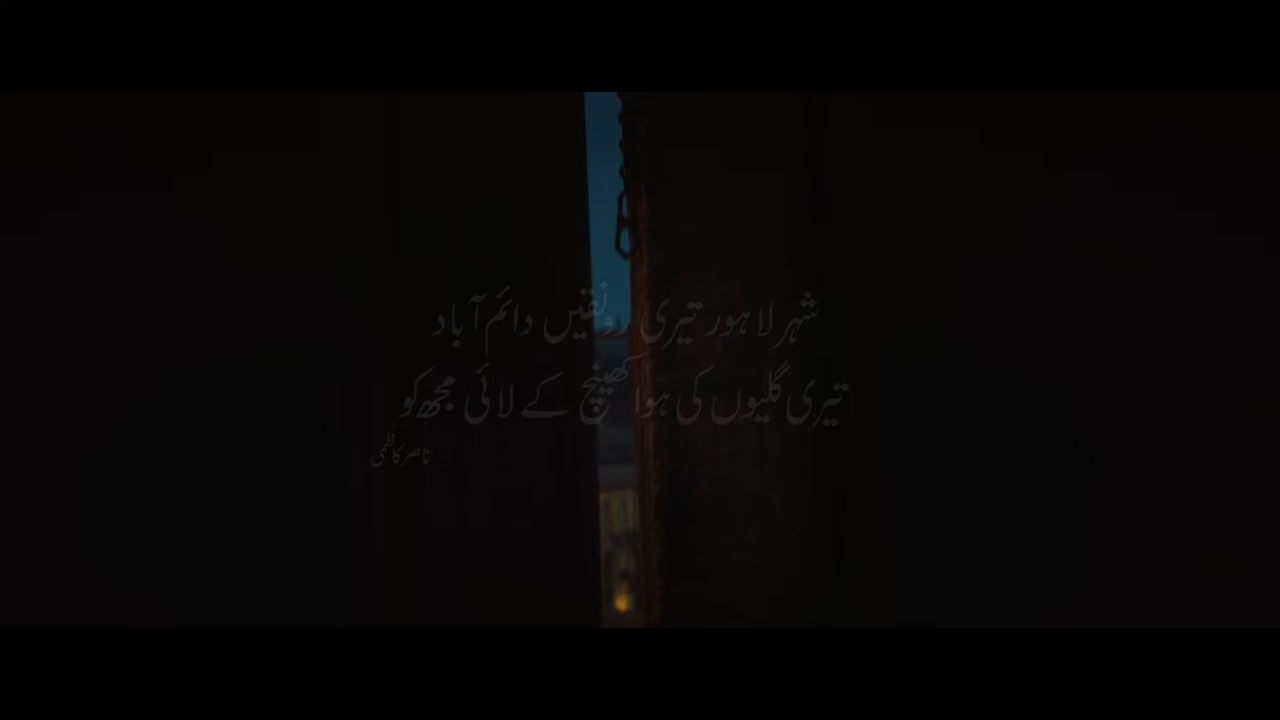 شہر لاہور تیری رونقیں دائم آباد
تیری گلیوں کی ہوا کھینچ کے لائی مجھ کو
ناصر کاظمی